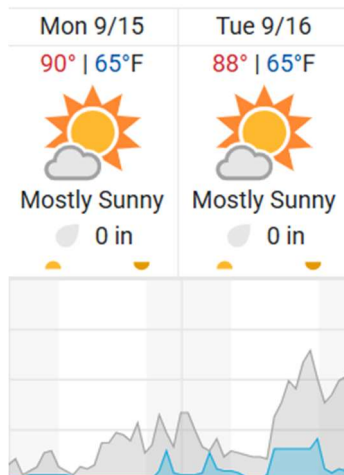 Mon 9/15
Tue 9/16
90° | 65°F
88° | 65°F
Mostly Sunny
Mostly Sunny
0 in
0 in